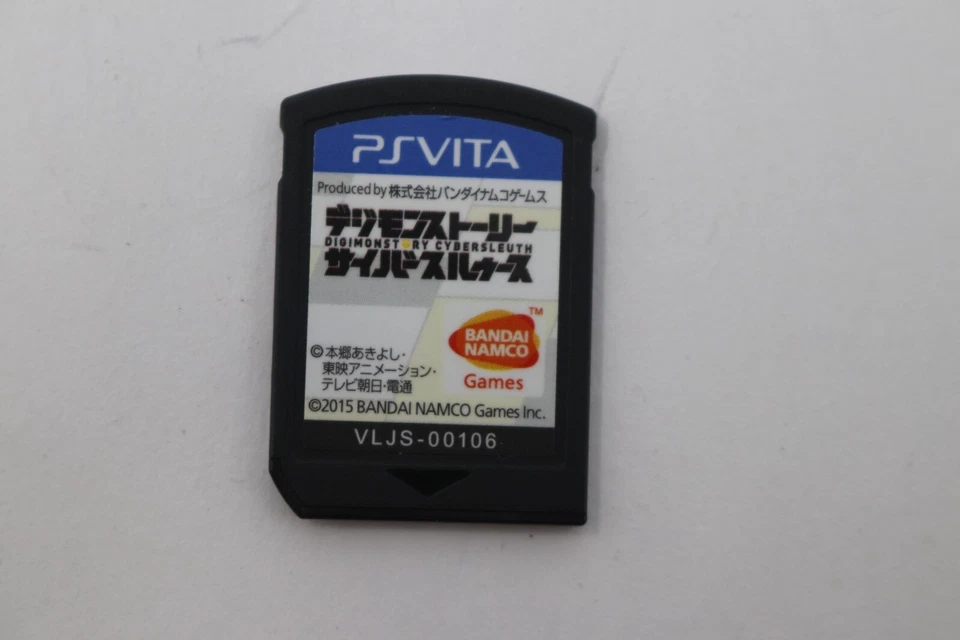 PSVITA
Produced by 株式会社バンダイナムコゲームス
デジモンストーリー
DIGIMONSTORY CYBERSLEUTH
サイバースルゥース
TM
BANDAI
NAMCO
Games
©本郷あきよし・
東映アニメーション・
テレビ朝日・電通
©2015 BANDAI NAMCO Games Inc.
VLJS-00106